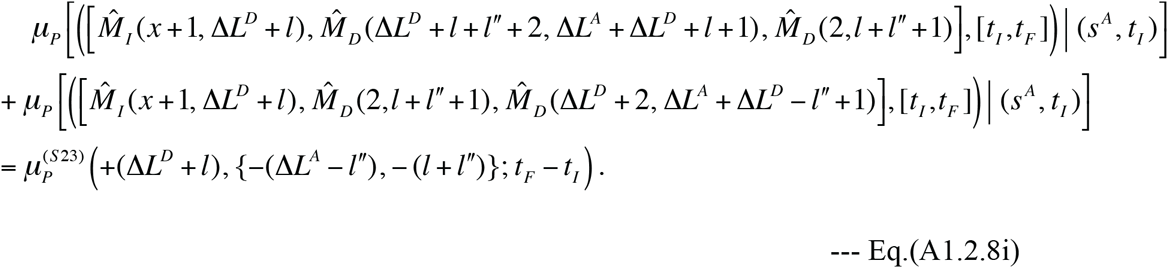 μ_P[([M̂_I(x+1, ΔL^D+l), M̂_D(ΔL^D+l+l″+2, ΔL^A+ΔL^D+l+1), M̂_D(2,l+l″+1)],[t_I,t_F])| (s^A, t_I)]
+ μ_P[([M̂_I(x+1, ΔL^D+l), M̂_D(2,l+l″+1), M̂_D(ΔL^D+2, ΔL^A+ΔL^D−l″+1)],[t_I,t_F])| (s^A, t_I)]
= μ_P^(S23)(+(ΔL^D+l), {−(ΔL^A−l″), −(l+l″)}; t_F−t_I).
--- Eq.(A1.2.8i)